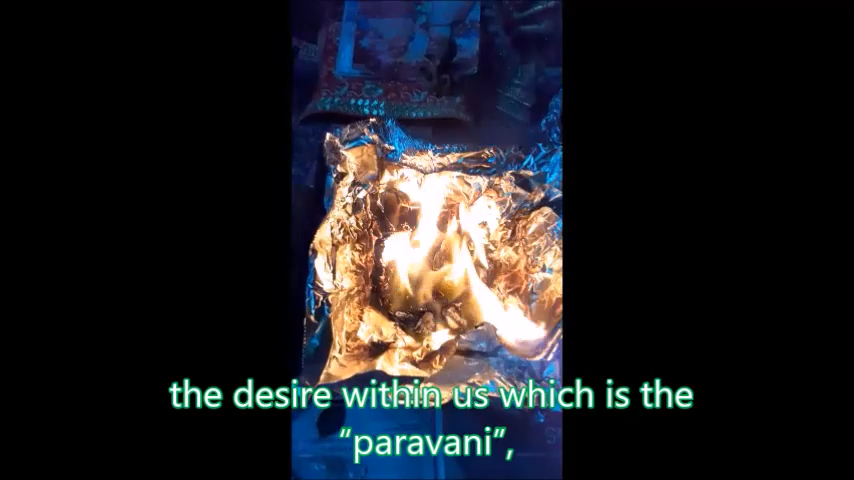 the desire within us which is the
“paravani”,